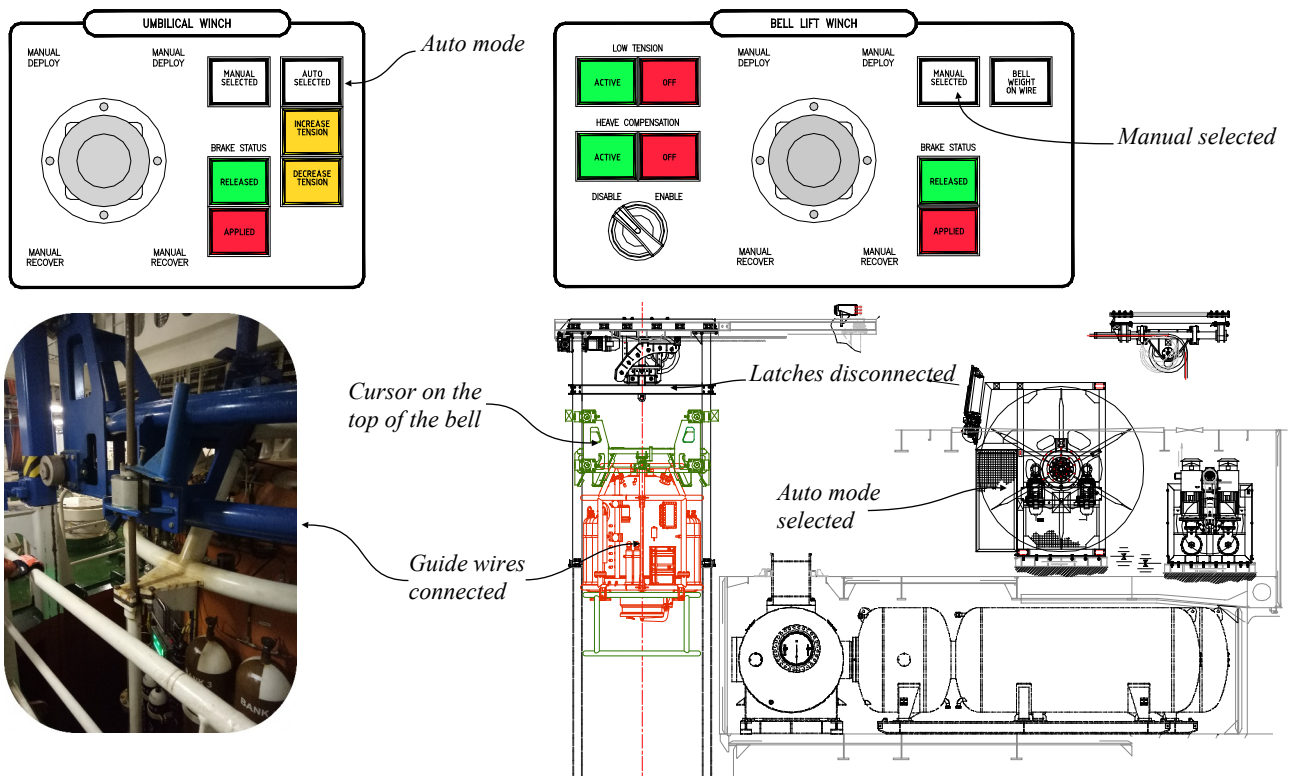 UMBILICAL WINCH
MANUAL
DEPLOY
MANUAL
DEPLOY
MANUAL
SELECTED
AUTO
SELECTED
INCREASE
TENSION
BRAKE STATUS
RELEASED
DECREASE
TENSION
APPLIED
MANUAL
RECOVER
MANUAL
RECOVER
Auto mode
BELL LIFT WINCH
LOW TENSION
ACTIVE
OFF
HEAVE COMPENSATION
ACTIVE
OFF
DISABLE
ENABLE
MANUAL
DEPLOY
MANUAL
DEPLOY
MANUAL
SELECTED
BELL
WEIGHT
ON WIRE
BRAKE STATUS
RELEASED
APPLIED
MANUAL
RECOVER
MANUAL
RECOVER
Manual selected
Latches disconnected
Cursor on the
top of the bell
Auto mode
selected
Guide wires
connected
BANK 3
BANK